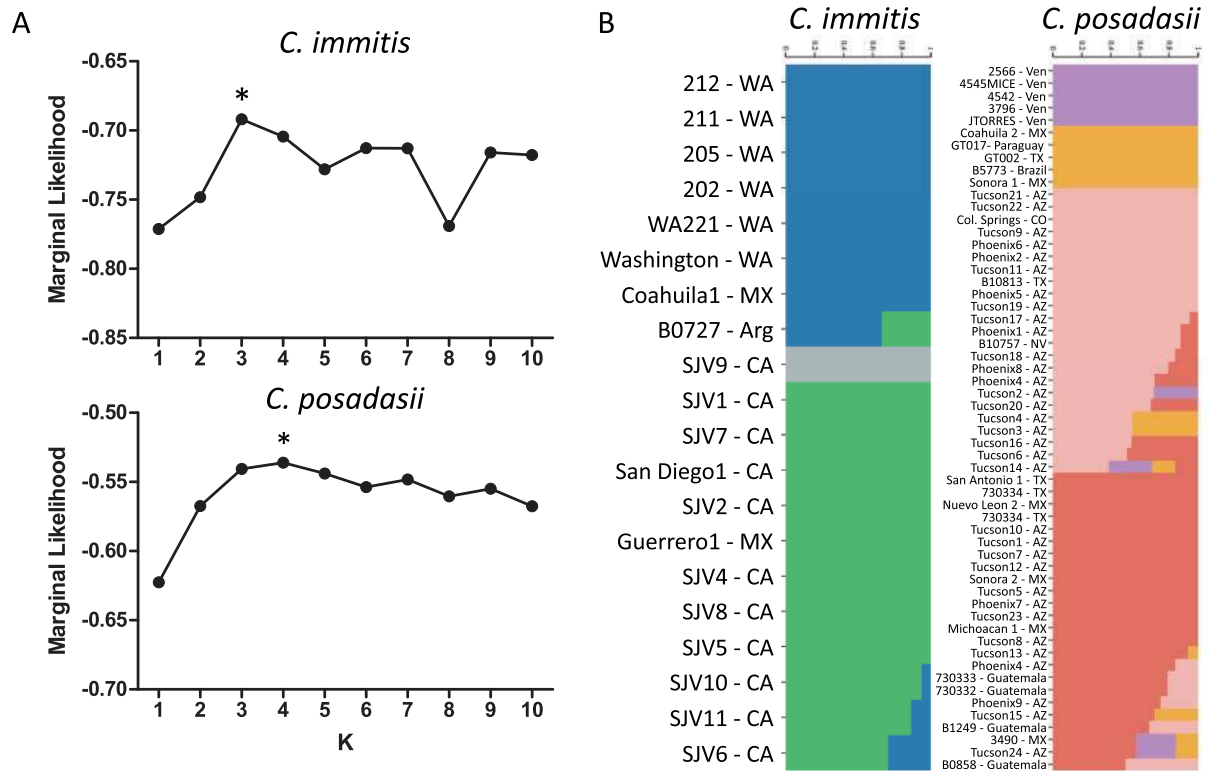 A
C. immitis
Marginal Likelihood
-0.65
-0.70
-0.75
-0.80
-0.85
*
1 2 3 4 5 6 7 8 9 10
C. posadasii
Marginal Likelihood
-0.50
-0.55
-0.60
-0.65
-0.70
*
1 2 3 4 5 6 7 8 9 10
K
B
C. immitis
212 - WA
211 - WA
205 - WA
202 - WA
WA221 - WA
Washington - WA
Coahuila1 - MX
B0727 - Arg
SJV9 - CA
SJV1 - CA
SJV7 - CA
San Diego1 - CA
SJV2 - CA
Guerrero1 - MX
SJV4 - CA
SJV8 - CA
SJV5 - CA
SJV10 - CA
SJV11 - CA
SJV6 - CA
C. posadasii
2566 - Ven
4545MICE - Ven
4542 - Ven
3796 - Ven
JTORRES - Ven
Coahuila 2 - MX
GT017- Paraguay
GT002 - TX
B5773 - Brazil
Sonora 1 - MX
Tucson21 - AZ
Tucson22 - AZ
Col. Springs - CO
Tucson9 - AZ
Phoenix6 - AZ
Phoenix2 - AZ
Tucson11 - AZ
B10813 - TX
Phoenix5 - AZ
Tucson19 - AZ
Tucson17 - AZ
Phoenix1 - AZ
B10757 - NV
Tucson18 - AZ
Phoenix8 - AZ
Phoenix4 - AZ
Tucson2 - AZ
Tucson20 - AZ
Tucson4 - AZ
Tucson3 - AZ
Tucson16 - AZ
Tucson6 - AZ
Tucson14 - AZ
San Antonio 1 - TX
730334 - TX
Nuevo Leon 2 - MX
730334 - TX
Tucson10 - AZ
Tucson1 - AZ
Tucson7 - AZ
Tucson12 - AZ
Sonora 2 - MX
Tucson5 - AZ
Phoenix7 - AZ
Tucson23 - AZ
Michoacan 1 - MX
Tucson8 - AZ
Tucson13 - AZ
Phoenix4 - AZ
730333 - Guatemala
730332 - Guatemala
Phoenix9 - AZ
Tucson15 - AZ
B1249 - Guatemala
3490 - MX
Tucson24 - AZ
B0858 - Guatemala